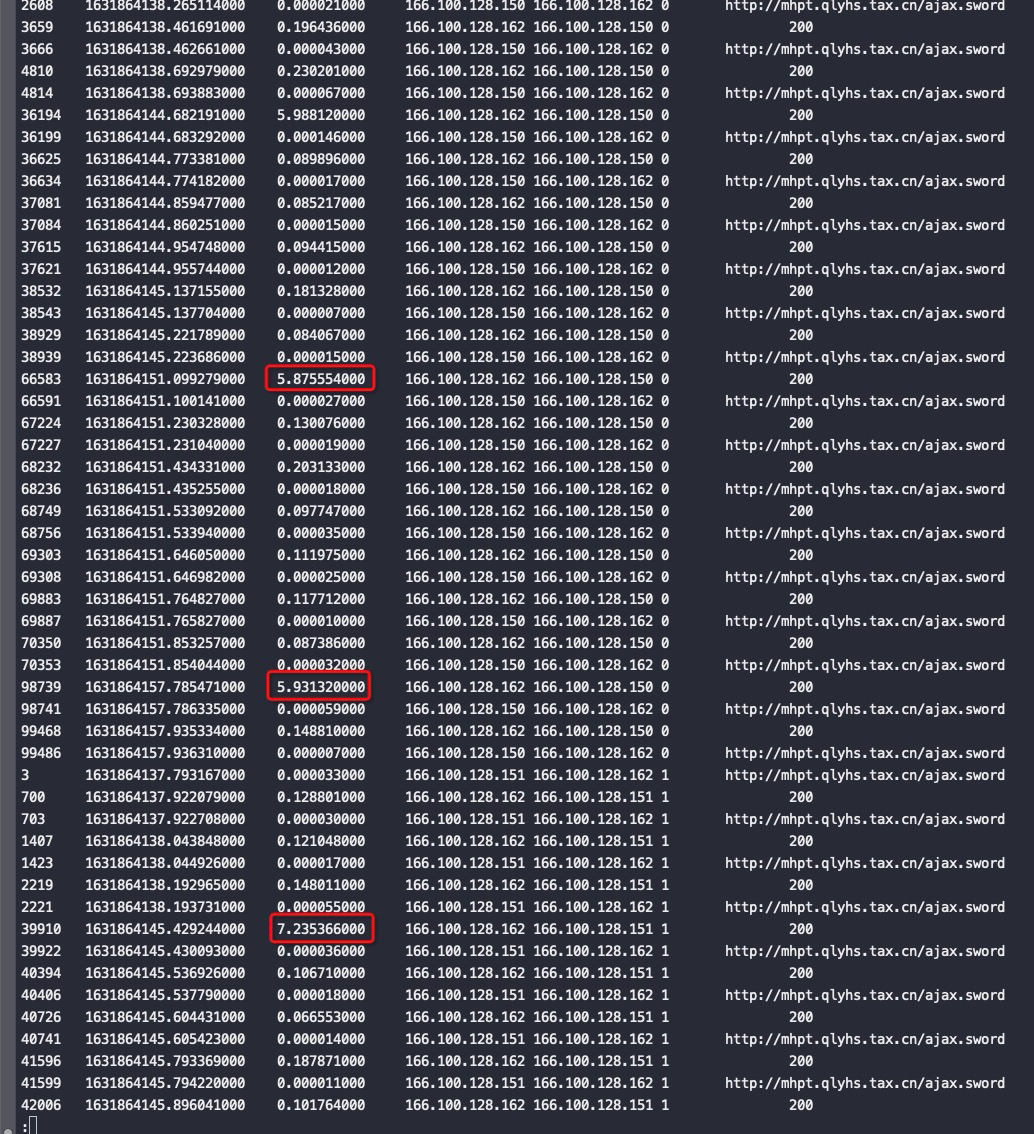 2608 1631864138.265114000 0.000021000 166.100.128.150 166.100.128.162 0 http://mhpt.qlyhs.tax.cn/ajax.sword
3659 1631864138.461691000 0.196436000 166.100.128.162 166.100.128.150 0 200
3666 1631864138.462661000 0.000043000 166.100.128.150 166.100.128.162 0 http://mhpt.qlyhs.tax.cn/ajax.sword
4810 1631864138.692979000 0.230201000 166.100.128.162 166.100.128.150 0 200
4814 1631864138.693883000 0.000067000 166.100.128.150 166.100.128.162 0 http://mhpt.qlyhs.tax.cn/ajax.sword
36194 1631864144.682191000 5.988120000 166.100.128.162 166.100.128.150 0 200
36199 1631864144.683292000 0.000146000 166.100.128.150 166.100.128.162 0 http://mhpt.qlyhs.tax.cn/ajax.sword
36625 1631864144.773381000 0.089896000 166.100.128.162 166.100.128.150 0 200
36634 1631864144.774182000 0.000017000 166.100.128.150 166.100.128.162 0 http://mhpt.qlyhs.tax.cn/ajax.sword
37081 1631864144.859477000 0.085217000 166.100.128.162 166.100.128.150 0 200
37084 1631864144.860251000 0.000015000 166.100.128.150 166.100.128.162 0 http://mhpt.qlyhs.tax.cn/ajax.sword
37615 1631864144.954748000 0.094415000 166.100.128.162 166.100.128.150 0 200
37621 1631864144.955744000 0.000012000 166.100.128.150 166.100.128.162 0 http://mhpt.qlyhs.tax.cn/ajax.sword
38532 1631864145.137155000 0.181328000 166.100.128.162 166.100.128.150 0 200
38543 1631864145.137704000 0.000007000 166.100.128.150 166.100.128.162 0 http://mhpt.qlyhs.tax.cn/ajax.sword
38929 1631864145.221789000 0.084067000 166.100.128.162 166.100.128.150 0 200
38939 1631864145.223686000 0.000015000 166.100.128.150 166.100.128.162 0 http://mhpt.qlyhs.tax.cn/ajax.sword
66583 1631864151.099279000 5.875554000 166.100.128.162 166.100.128.150 0 200
66591 1631864151.100141000 0.000027000 166.100.128.150 166.100.128.162 0 http://mhpt.qlyhs.tax.cn/ajax.sword
67224 1631864151.230328000 0.130076000 166.100.128.162 166.100.128.150 0 200
67227 1631864151.231040000 0.000019000 166.100.128.150 166.100.128.162 0 http://mhpt.qlyhs.tax.cn/ajax.sword
68232 1631864151.434331000 0.203133000 166.100.128.162 166.100.128.150 0 200
68236 1631864151.435255000 0.000018000 166.100.128.150 166.100.128.162 0 http://mhpt.qlyhs.tax.cn/ajax.sword
68749 1631864151.533092000 0.097747000 166.100.128.162 166.100.128.150 0 200
68756 1631864151.533940000 0.000035000 166.100.128.150 166.100.128.162 0 http://mhpt.qlyhs.tax.cn/ajax.sword
69303 1631864151.646050000 0.111975000 166.100.128.162 166.100.128.150 0 200
69308 1631864151.646982000 0.000025000 166.100.128.150 166.100.128.162 0 http://mhpt.qlyhs.tax.cn/ajax.sword
69883 1631864151.764827000 0.117712000 166.100.128.162 166.100.128.150 0 200
69887 1631864151.765827000 0.000010000 166.100.128.150 166.100.128.162 0 http://mhpt.qlyhs.tax.cn/ajax.sword
70350 1631864151.853257000 0.087386000 166.100.128.162 166.100.128.150 0 200
70353 1631864151.854044000 0.000032000 166.100.128.150 166.100.128.162 0 http://mhpt.qlyhs.tax.cn/ajax.sword
98739 1631864157.785471000 5.931320000 166.100.128.162 166.100.128.150 0 200
98741 1631864157.786335000 0.000059000 166.100.128.150 166.100.128.162 0 http://mhpt.qlyhs.tax.cn/ajax.sword
99468 1631864157.935334000 0.148810000 166.100.128.162 166.100.128.150 0 200
99486 1631864157.936310000 0.000007000 166.100.128.150 166.100.128.162 0 http://mhpt.qlyhs.tax.cn/ajax.sword
3 1631864137.793167000 0.000033000 166.100.128.151 166.100.128.162 1 http://mhpt.qlyhs.tax.cn/ajax.sword
700 1631864137.922079000 0.128801000 166.100.128.162 166.100.128.151 1 200
703 1631864137.922708000 0.000030000 166.100.128.151 166.100.128.162 1 http://mhpt.qlyhs.tax.cn/ajax.sword
1407 1631864138.043848000 0.121048000 166.100.128.162 166.100.128.151 1 200
1423 1631864138.044926000 0.000017000 166.100.128.151 166.100.128.162 1 http://mhpt.qlyhs.tax.cn/ajax.sword
2219 1631864138.192965000 0.148011000 166.100.128.162 166.100.128.151 1 200
2221 1631864138.193731000 0.000055000 166.100.128.151 166.100.128.162 1 http://mhpt.qlyhs.tax.cn/ajax.sword
39910 1631864145.429244000 7.235366000 166.100.128.162 166.100.128.151 1 200
39922 1631864145.430093000 0.000036000 166.100.128.151 166.100.128.162 1 http://mhpt.qlyhs.tax.cn/ajax.sword
40394 1631864145.536926000 0.106710000 166.100.128.162 166.100.128.151 1 200
40406 1631864145.537790000 0.000018000 166.100.128.151 166.100.128.162 1 http://mhpt.qlyhs.tax.cn/ajax.sword
40726 1631864145.604431000 0.066553000 166.100.128.162 166.100.128.151 1 200
40741 1631864145.605423000 0.000014000 166.100.128.151 166.100.128.162 1 http://mhpt.qlyhs.tax.cn/ajax.sword
41596 1631864145.793369000 0.187871000 166.100.128.162 166.100.128.151 1 200
41599 1631864145.794220000 0.000011000 166.100.128.151 166.100.128.162 1 http://mhpt.qlyhs.tax.cn/ajax.sword
42006 1631864145.896041000 0.101764000 166.100.128.162 166.100.128.151 1 200
: